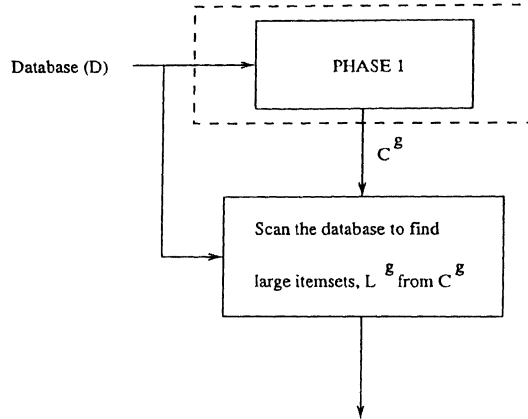 Database (D)
PHASE 1
C^g
Scan the database to find
large itemsets, L^g from C^g